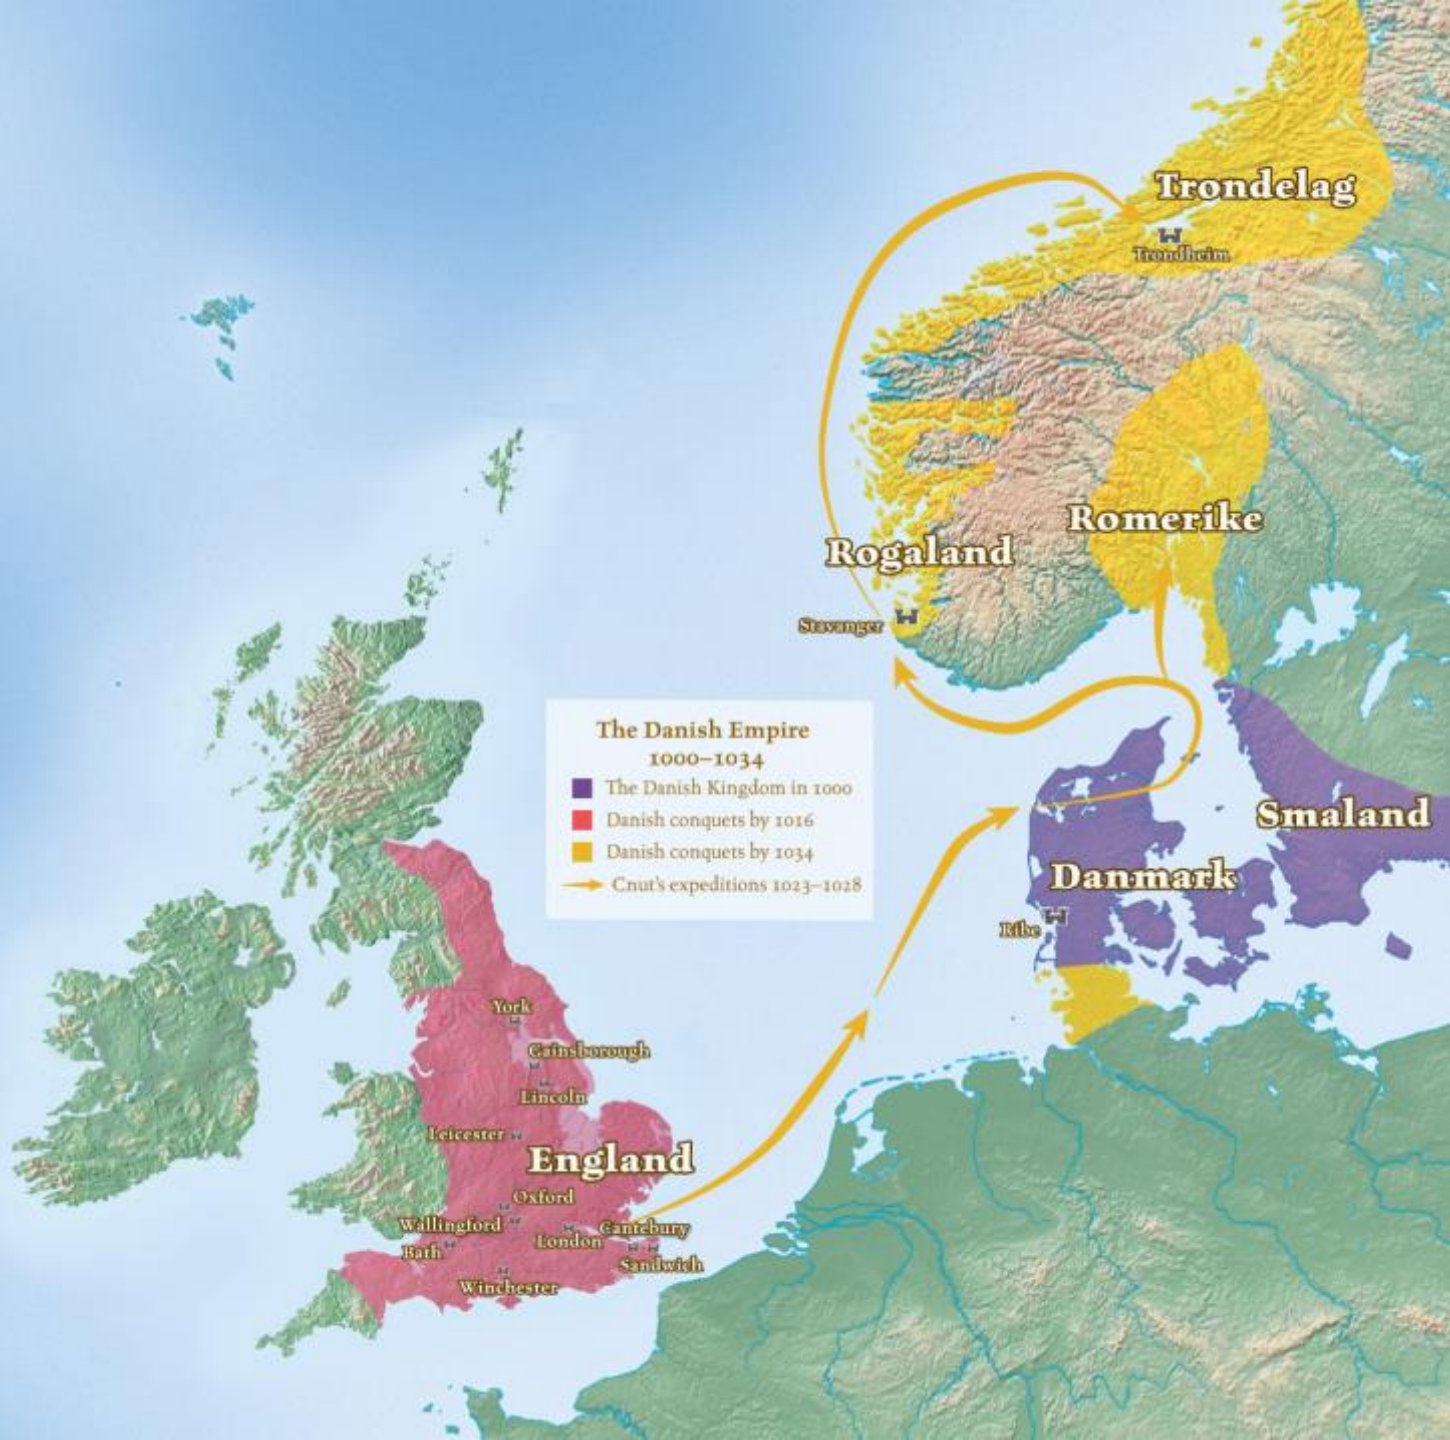 Trondelag
Trondheim
Romerike
Rogaland
Stavanger
The Danish Empire
1000–1034
The Danish Kingdom in 1000
Danish conquets by 1016
Danish conquets by 1034
Cnut's expeditions 1023–1028
Smaland
Danmark
Ribe
York
Gainsborough
Lincoln
Leicester
England
Oxford
Wallingford
Cantebury
London
Bath
Sandwich
Winchester